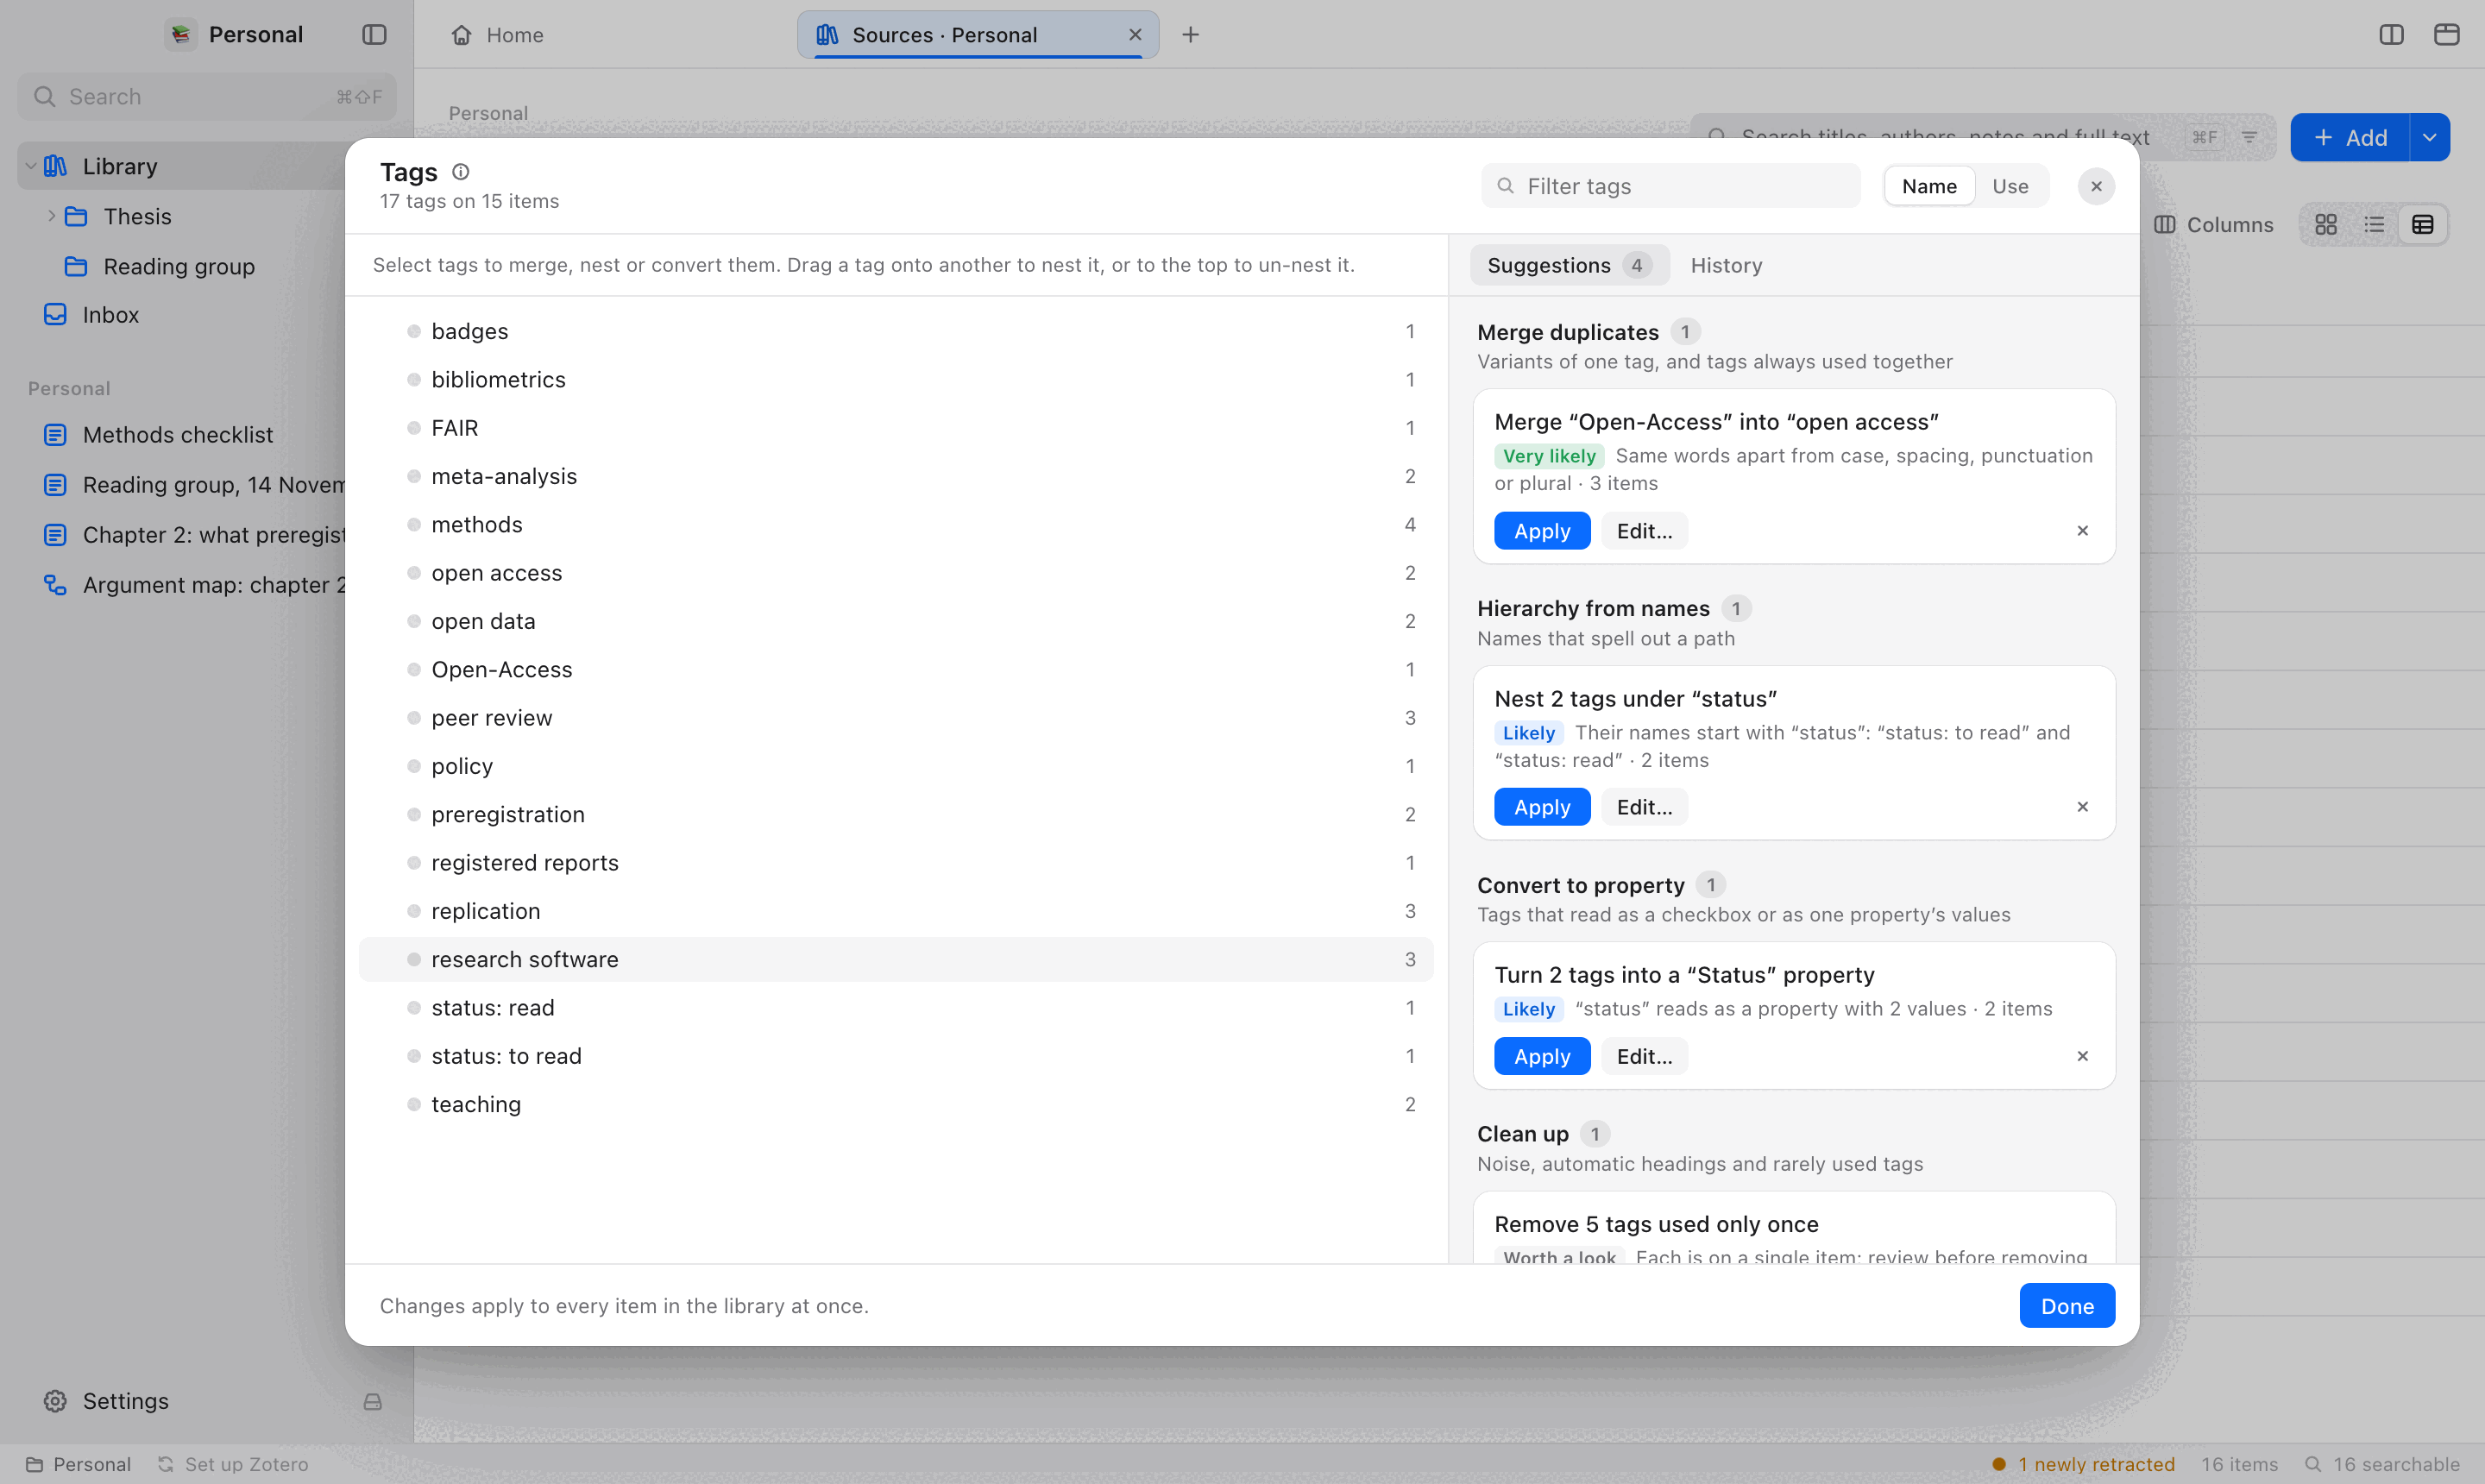 Personal
Home
Sources · Personal
Search
⌘⇧F
Library
Thesis
Reading group
Inbox
Personal
Methods checklist
Reading group, 14 Novem
Chapter 2: what preregist
Argument map: chapter 2
Settings
Personal
Search titles, authors, notes and full text
⌘F
Add
Columns
Tags
17 tags on 15 items
Filter tags
Name
Use
Select tags to merge, nest or convert them. Drag a tag onto another to nest it, or to the top to un-nest it.
badges 1
bibliometrics 1
FAIR 1
meta-analysis 2
methods 4
open access 2
open data 2
Open-Access 1
peer review 3
policy 1
preregistration 2
registered reports 1
replication 3
research software 3
status: read 1
status: to read 1
teaching 2
Suggestions 4
History
Merge duplicates 1
Variants of one tag, and tags always used together
Merge “Open-Access” into “open access”
Very likely Same words apart from case, spacing, punctuation
or plural · 3 items
Apply Edit...
Hierarchy from names 1
Names that spell out a path
Nest 2 tags under “status”
Likely Their names start with “status”: “status: to read” and
“status: read” · 2 items
Apply Edit...
Convert to property 1
Tags that read as a checkbox or as one property’s values
Turn 2 tags into a “Status” property
Likely “status” reads as a property with 2 values · 2 items
Apply Edit...
Clean up 1
Noise, automatic headings and rarely used tags
Remove 5 tags used only once
Worth a look Each is on a single item: review before removing
Changes apply to every item in the library at once.
Done
Personal
Set up Zotero
1 newly retracted
16 items
16 searchable